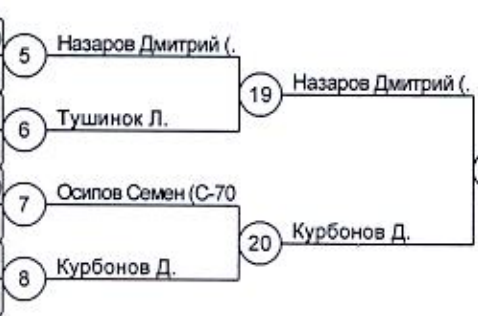 5
Назаров Дмитрий (.
19
Назаров Дмитрий (.
6
Тушинок Л.
7
Осипов Семен (С-70
20
Курбонов Д.
8
Курбонов Д.